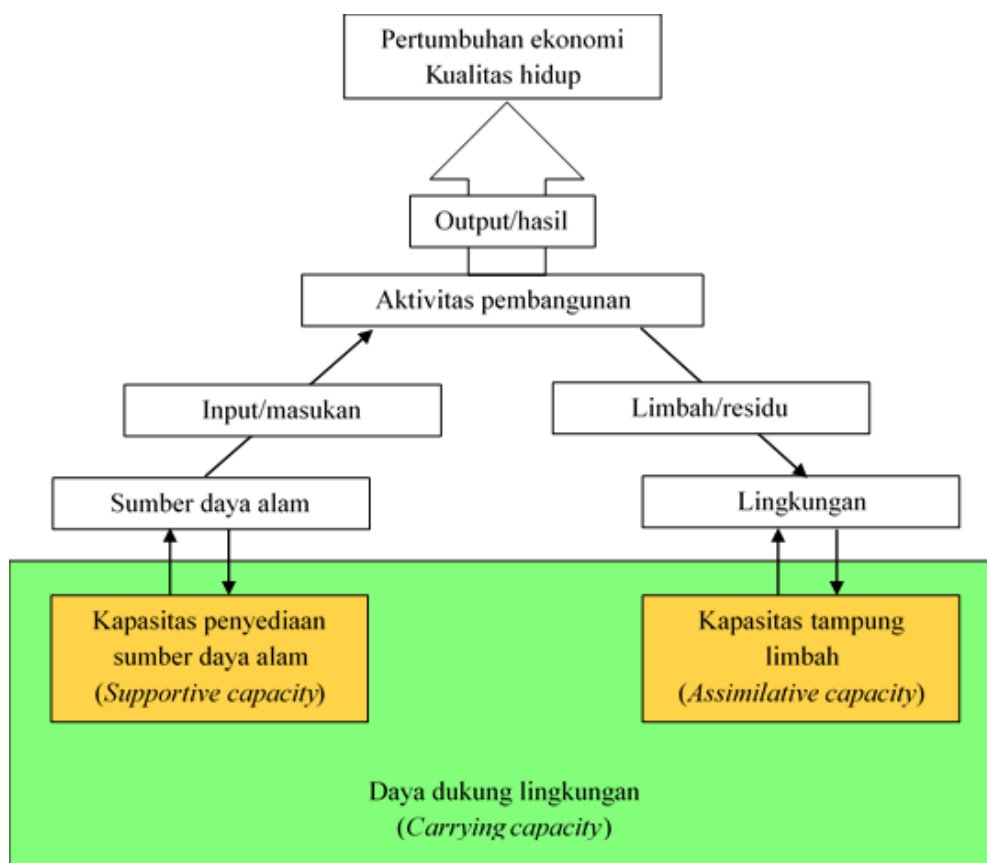 Pertumbuhan ekonomi
Kualitas hidup
Output/hasil
Aktivitas pembangunan
Input/masukan
Limbah/residu
Sumber daya alam
Lingkungan
Kapasitas penyediaan
sumber daya alam
(Supportive capacity)
Kapasitas tampung
limbah
(Assimilative capacity)
Daya dukung lingkungan
(Carrying capacity)